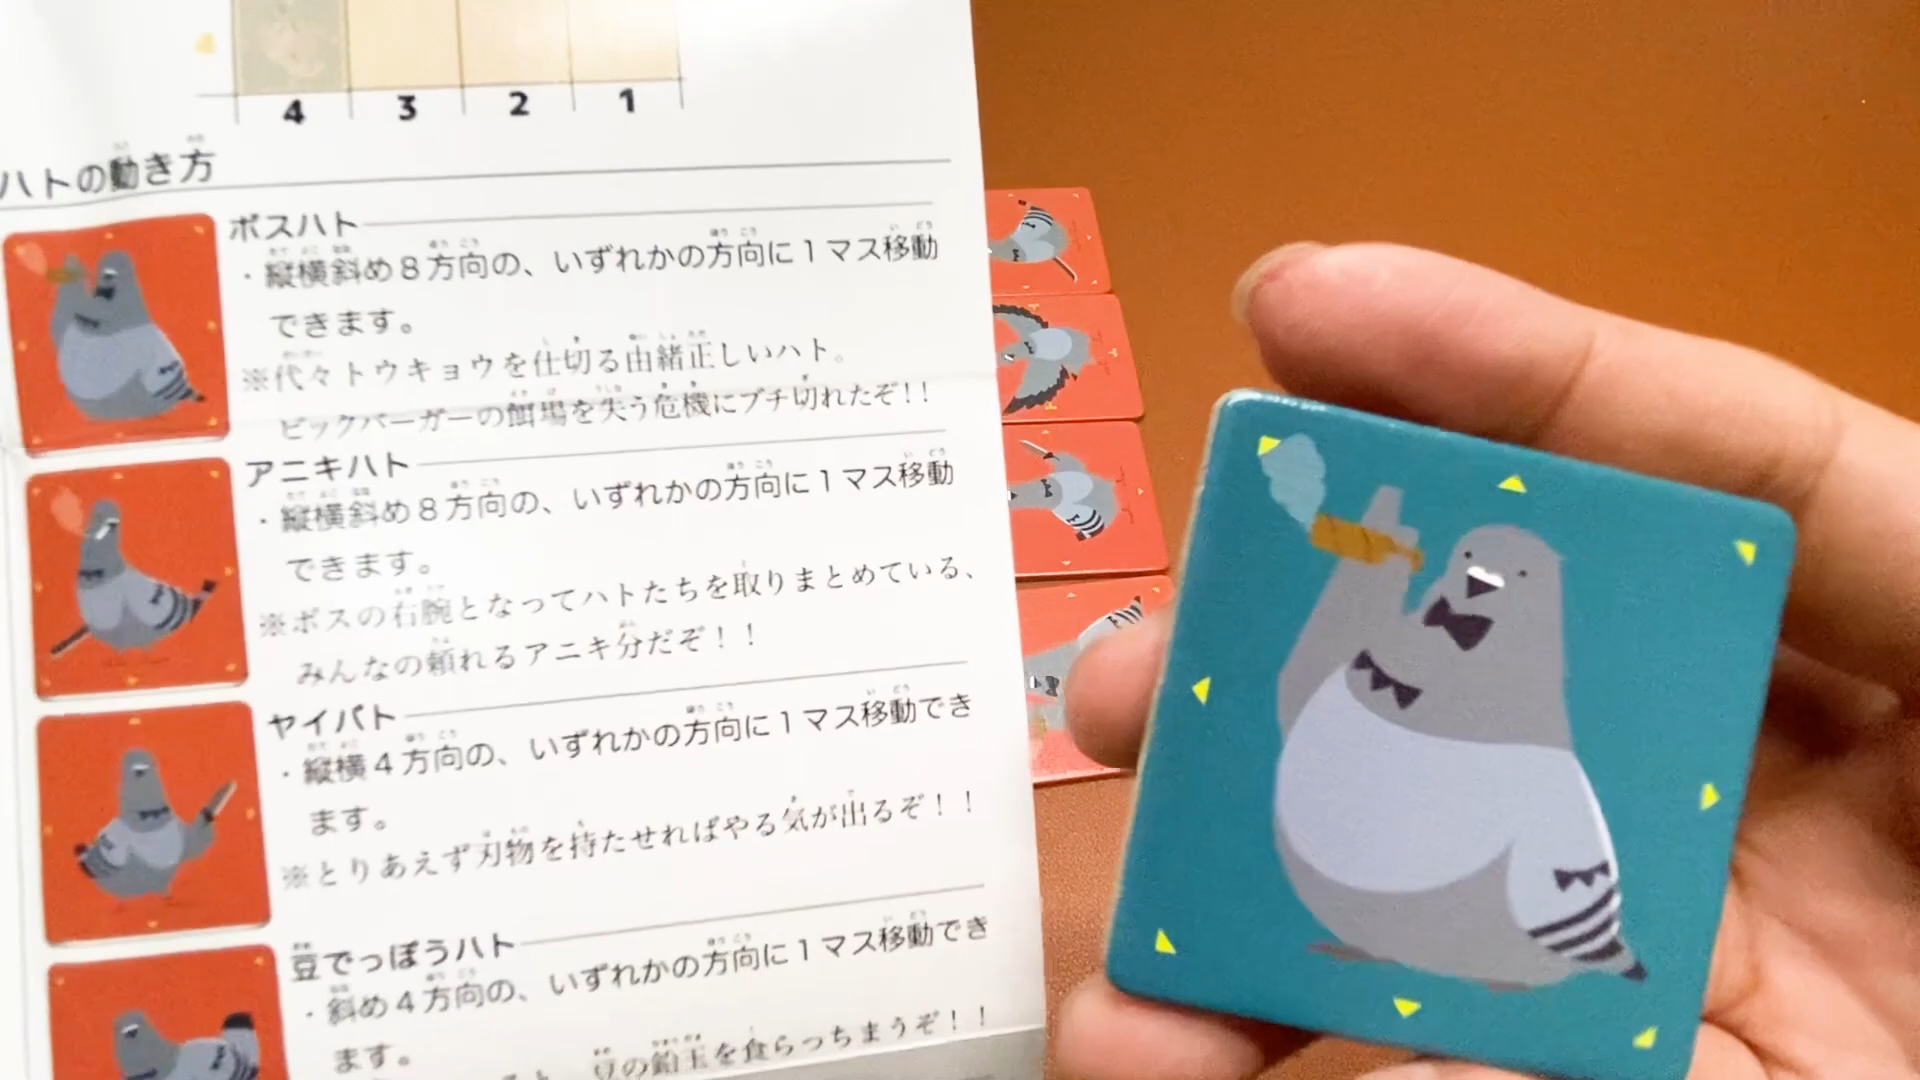 4 3 2 1
ハトの動き方
ボスハト
・縦横斜め8方向の、いずれかの方向に1マス移動
できます。
※代々トウキョウを仕切る由緒正しいハト。
ビックバーガーの餌場を失う危機にブチ切れたぞ!!
アニキハト
・縦横斜め8方向の、いずれかの方向に1マス移動
できます。
※ボスの右腕となってハトたちを取りまとめている、
みんなの頼れるアニキ分だぞ!!
ヤイバト
・縦横4方向の、いずれかの方向に1マス移動でき
ます。
※とりあえず刃物を持たせればやる気が出るぞ!!
豆でっぽうハト
・斜め4方向の、いずれかの方向に1マス移動でき
ます。
豆の鉛玉を食らっちまうぞ!!